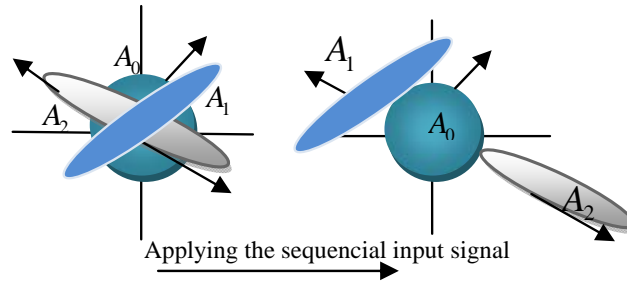 A₀
A₁
A₂
A₁
A₀
A₂
Applying the sequencial input signal